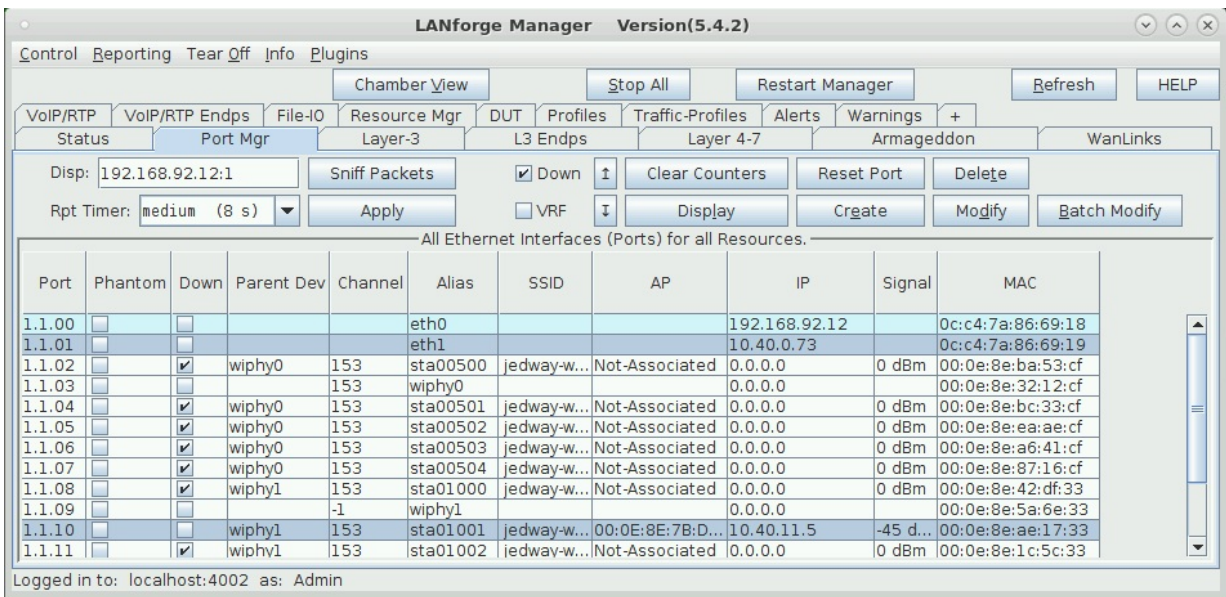 LANforge Manager Version(5.4.2)
Control Reporting Tear Off Info Plugins
Chamber View Stop All Restart Manager Refresh HELP
VoIP/RTP VoIP/RTP Endps File-IO Resource Mgr DUT Profiles Traffic-Profiles Alerts Warnings +
Status Port Mgr Layer-3 L3 Endps Layer 4-7 Armageddon WanLinks
Disp: 192.168.92.12:1 Sniff Packets Down Clear Counters Reset Port Delete
Rpt Timer: medium (8 s) Apply VRF Display Create Modify Batch Modify
All Ethernet Interfaces (Ports) for all Resources.
Port Phantom Down Parent Dev Channel Alias SSID AP IP Signal MAC
1.1.00 eth0 192.168.92.12 0c:c4:7a:86:69:18
1.1.01 eth1 10.40.0.73 0c:c4:7a:86:69:19
1.1.02 wiphy0 153 sta00500 jedway-w... Not-Associated 0.0.0.0 0 dBm 00:0e:8e:ba:53:cf
1.1.03 153 wiphy0 0.0.0.0 00:0e:8e:32:12:cf
1.1.04 wiphy0 153 sta00501 jedway-w... Not-Associated 0.0.0.0 0 dBm 00:0e:8e:bc:33:cf
1.1.05 wiphy0 153 sta00502 jedway-w... Not-Associated 0.0.0.0 0 dBm 00:0e:8e:ea:ae:cf
1.1.06 wiphy0 153 sta00503 jedway-w... Not-Associated 0.0.0.0 0 dBm 00:0e:8e:a6:41:cf
1.1.07 wiphy0 153 sta00504 jedway-w... Not-Associated 0.0.0.0 0 dBm 00:0e:8e:87:16:cf
1.1.08 wiphy1 153 sta01000 jedway-w... Not-Associated 0.0.0.0 0 dBm 00:0e:8e:42:df:33
1.1.09 -1 wiphy1 0.0.0.0 00:0e:8e:5a:6e:33
1.1.10 wiphy1 153 sta01001 jedway-w... 00:0E:8E:7B:D... 10.40.11.5 -45 d... 00:0e:8e:ae:17:33
1.1.11 wiphy1 153 sta01002 jedway-w... Not-Associated 0.0.0.0 0 dBm 00:0e:8e:1c:5c:33
Logged in to: localhost:4002 as: Admin